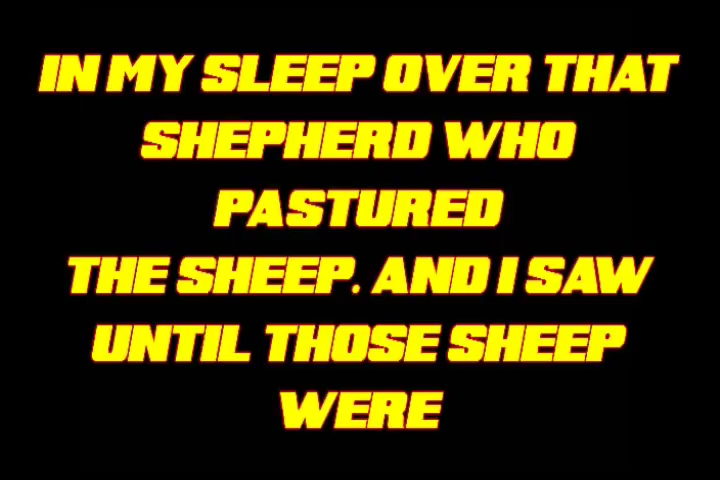 IN MY SLEEP OVER THAT
SHEPHERD WHO
PASTURED
THE SHEEP. AND I SAW
UNTIL THOSE SHEEP
WERE